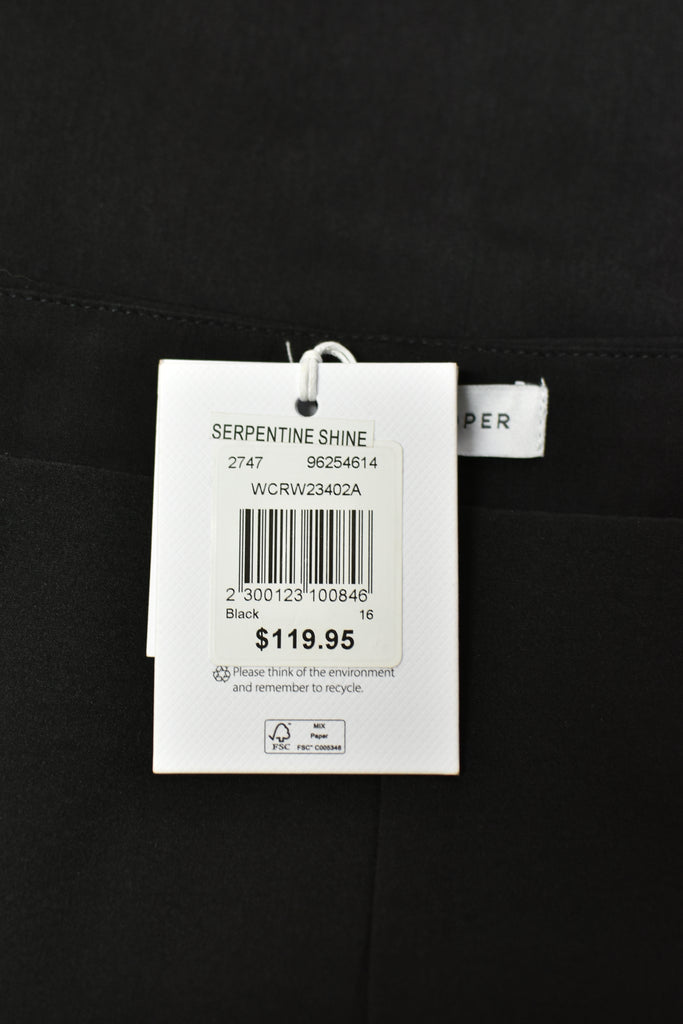 SERPENTINE SHINE
2747 96254614
WCRW23402A
2 300123 100846
Black 16
$119.95
Please think of the environment
and remember to recycle.
FSC
MIX
Paper
FSC® C005348